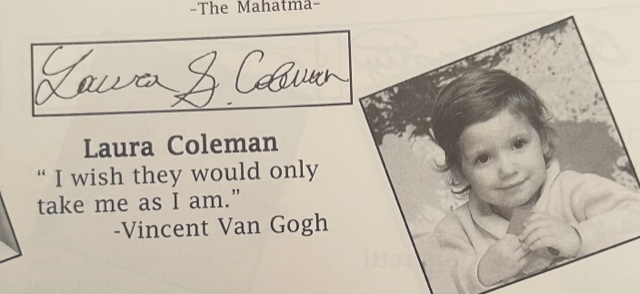 -The Mahatma-
Laura S. Coleman
Laura Coleman
“ I wish they would only
take me as I am.”
-Vincent Van Gogh